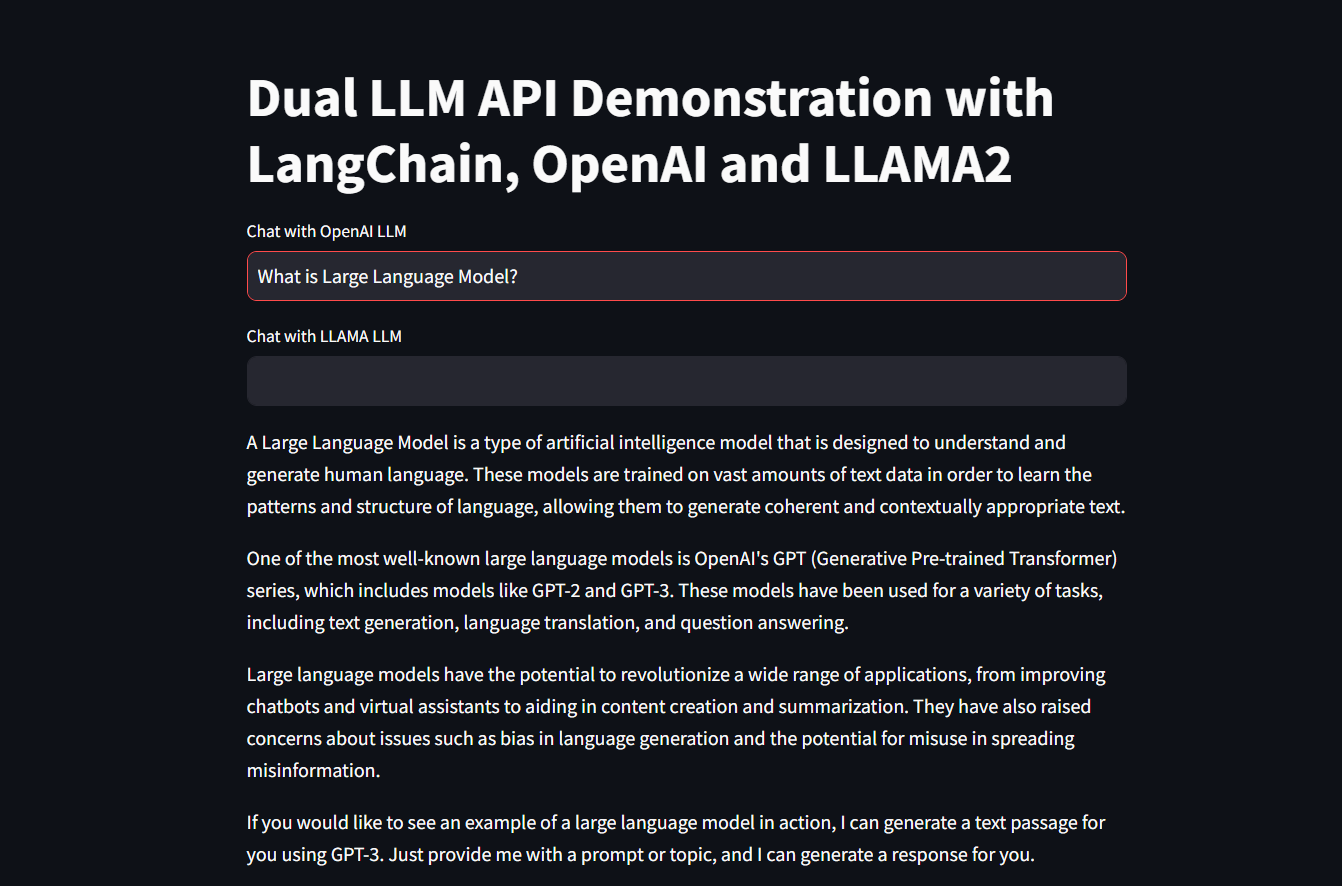 Dual LLM API Demonstration with
LangChain, OpenAI and LLAMA2
Chat with OpenAI LLM
What is Large Language Model?
Chat with LLAMA LLM
A Large Language Model is a type of artificial intelligence model that is designed to understand and
generate human language. These models are trained on vast amounts of text data in order to learn the
patterns and structure of language, allowing them to generate coherent and contextually appropriate text.
One of the most well-known large language models is OpenAI's GPT (Generative Pre-trained Transformer)
series, which includes models like GPT-2 and GPT-3. These models have been used for a variety of tasks,
including text generation, language translation, and question answering.
Large language models have the potential to revolutionize a wide range of applications, from improving
chatbots and virtual assistants to aiding in content creation and summarization. They have also raised
concerns about issues such as bias in language generation and the potential for misuse in spreading
misinformation.
If you would like to see an example of a large language model in action, I can generate a text passage for
you using GPT-3. Just provide me with a prompt or topic, and I can generate a response for you.